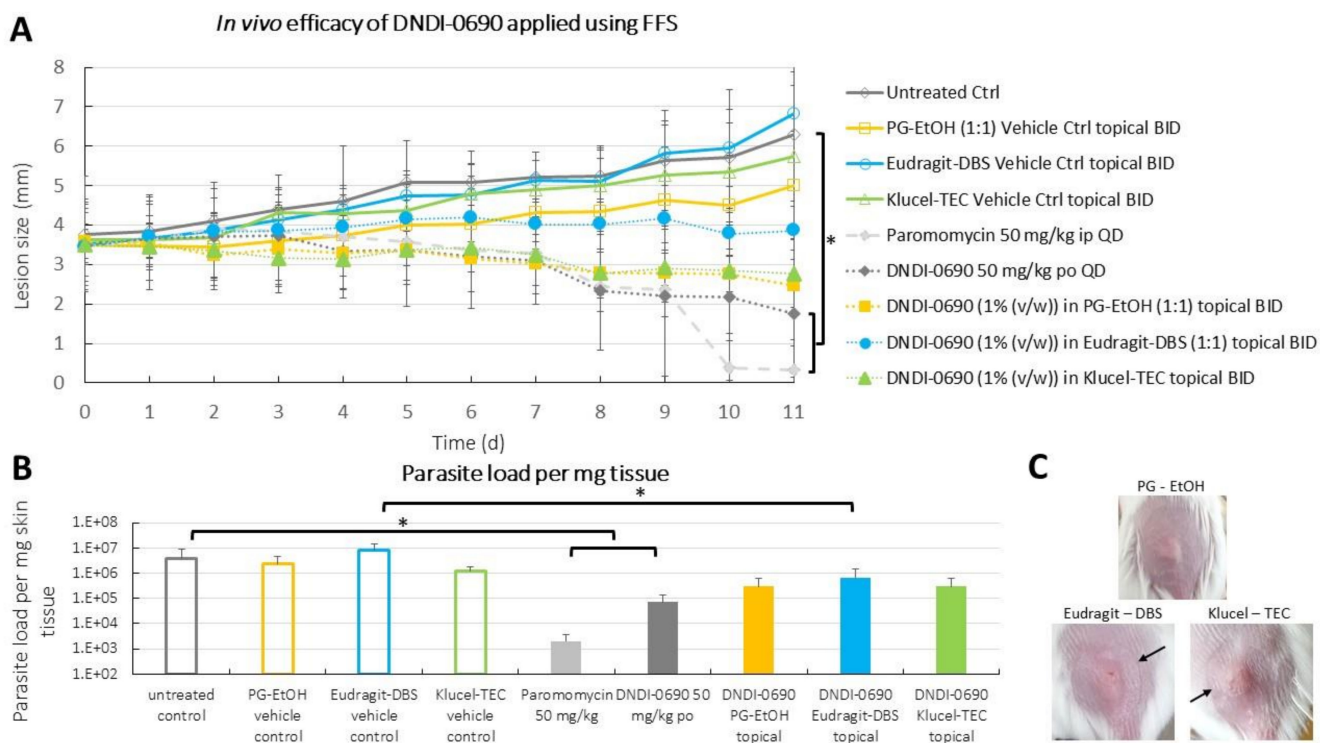 A
In vivo efficacy of DNDI-0690 applied using FFS
Lesion size (mm)
8
7
6
5
4
3
2
1
0
0 1 2 3 4 5 6 7 8 9 10 11
Time (d)
*
Untreated Ctrl
PG-EtOH (1:1) Vehicle Ctrl topical BID
Eudragit-DBS Vehicle Ctrl topical BID
Klucel-TEC Vehicle Ctrl topical BID
Paromomycin 50 mg/kg ip QD
DNDI-0690 50 mg/kg po QD
DNDI-0690 (1% (v/w)) in PG-EtOH (1:1) topical BID
DNDI-0690 (1% (v/w)) in Eudragit-DBS (1:1) topical BID
DNDI-0690 (1% (v/w)) in Klucel-TEC topical BID
B
Parasite load per mg tissue
Parasite load per mg skin
tissue
1.E+08
1.E+07
1.E+06
1.E+05
1.E+04
1.E+03
1.E+02
*
*
untreated
control
PG-EtOH
vehicle
control
Eudragit-DBS
vehicle
control
Klucel-TEC
vehicle
control
Paromomycin
50 mg/kg
DNDI-0690 50
mg/kg po
DNDI-0690
PG-EtOH
topical
DNDI-0690
Eudragit-DBS
topical
DNDI-0690
Klucel-TEC
topical
C
PG - EtOH
Eudragit – DBS
Klucel – TEC